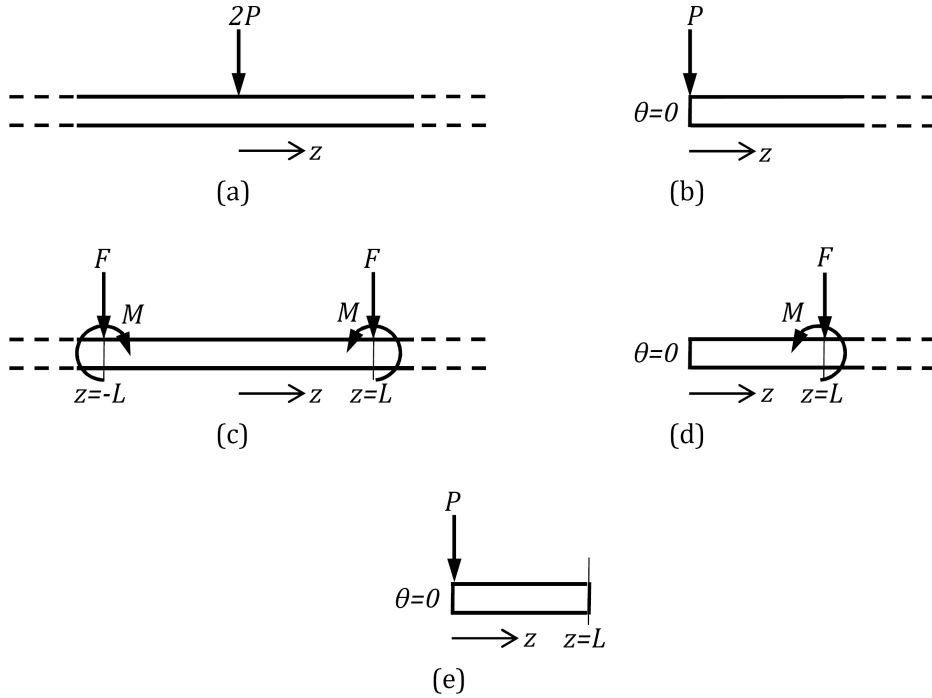 2P
P
θ=0
z
z
(a)
(b)
F
F
F
M
M
M
θ=0
z=-L
z
z=L
z
z=L
(c)
(d)
P
θ=0
z
z=L
(e)